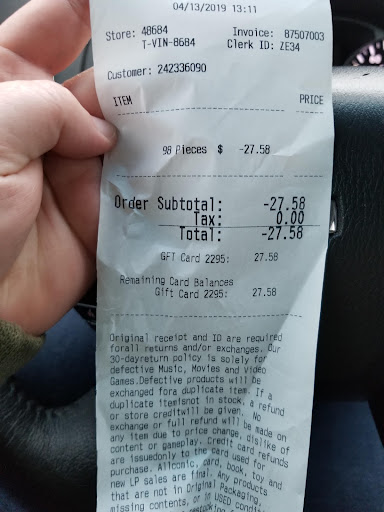 04/13/2019 13:11
Store: 48684 Invoice: 87507003
T-VIN-8684 Clerk ID: ZE34
Customer: 242336090
ITEM PRICE
98 Pieces $ -27.58
Order Subtotal: -27.58
Tax: 0.00
Total: -27.58
GFT Card 2295: 27.58
Remaining Card Balances
Gift Card 2295: 27.58
Original receipt and ID are required
forall returns and/or exchanges. Our
30-dayreturn policy is solely for
defective Music, Movies and Video
Games.Defective products will be
exchanged fora duplicate item. If a
duplicate itemisnot in stock, a refund
or store creditwill be given. No
exchange or full refund will be made on
any item due to price change, dislike of
content or gameplay. Credit card refunds
are issuedonly to the card used for
purchase. Allcomic, card, book, toy and
new LP sales are final. Any products
that are not in Original Packaging,
missing contents, or in USED